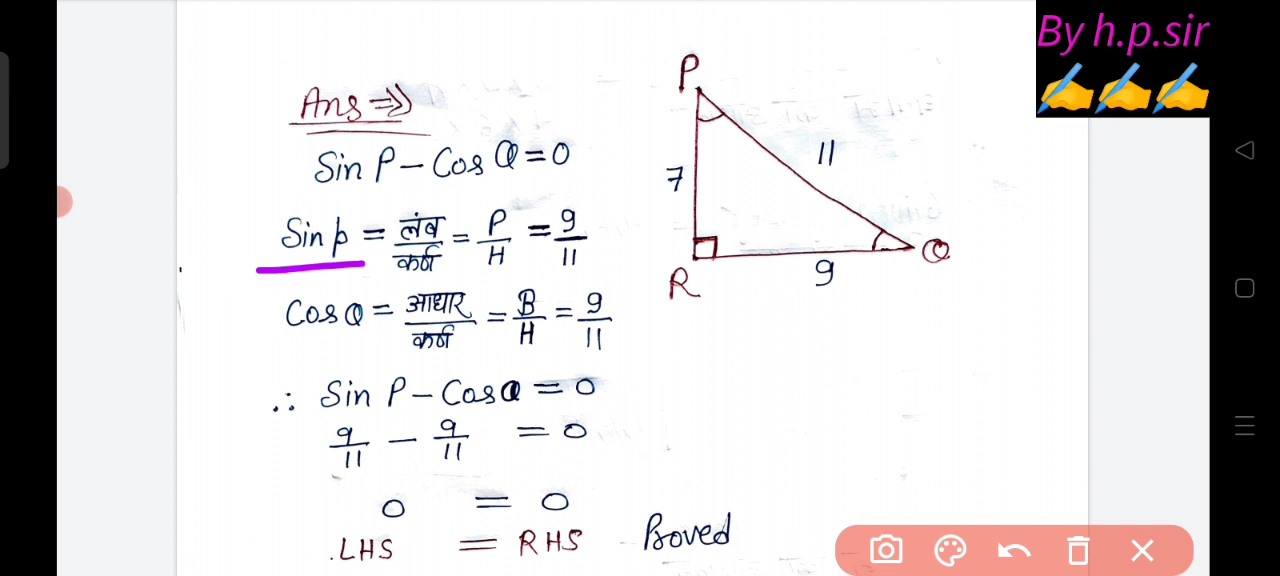 By h.p.sir
Ans ⇒
Sin P - Cos Q = 0
Sin p = लंब/कर्ण = P/H = 9/11
Cos Q = आधार/कर्ण = B/H = 9/11
∴ Sin P - Cos Q = 0
9/11 - 9/11 = 0
0 = 0
LHS = RHS Proved
P
11
7
R
9
Q